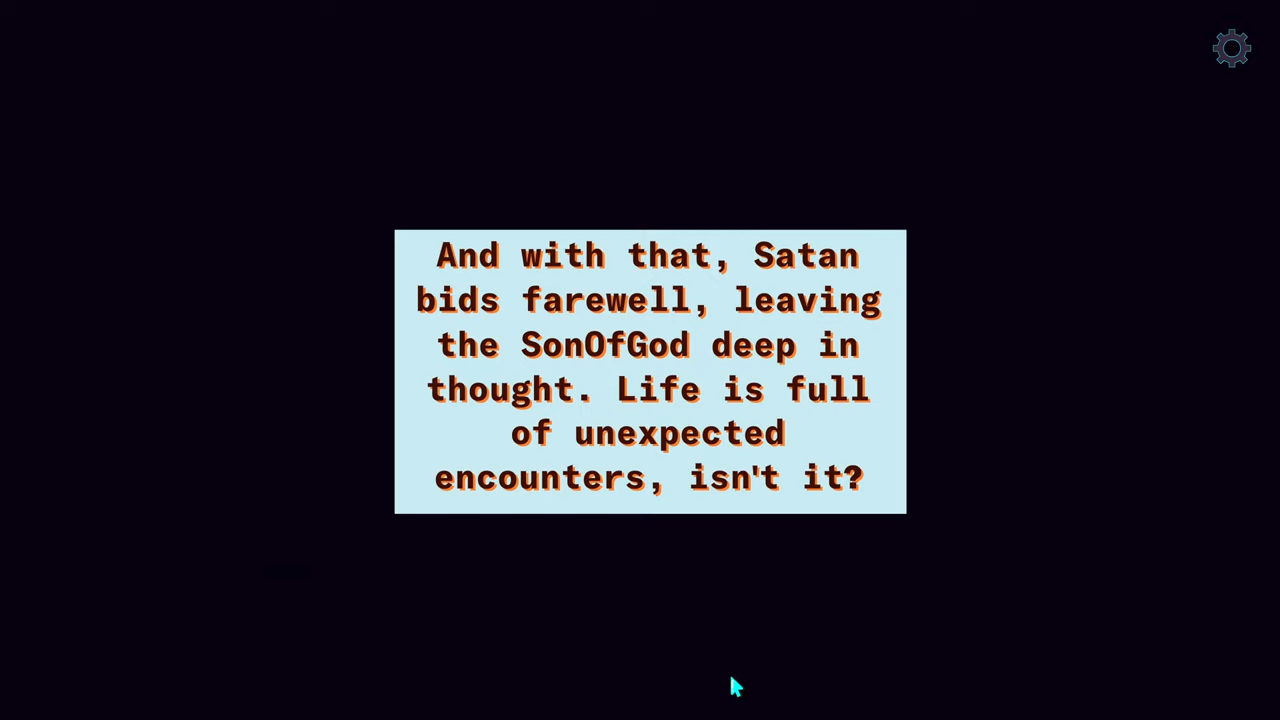 And with that, Satan
bids farewell, leaving
the SonOfGod deep in
thought. Life is full
of unexpected
encounters, isn't it?